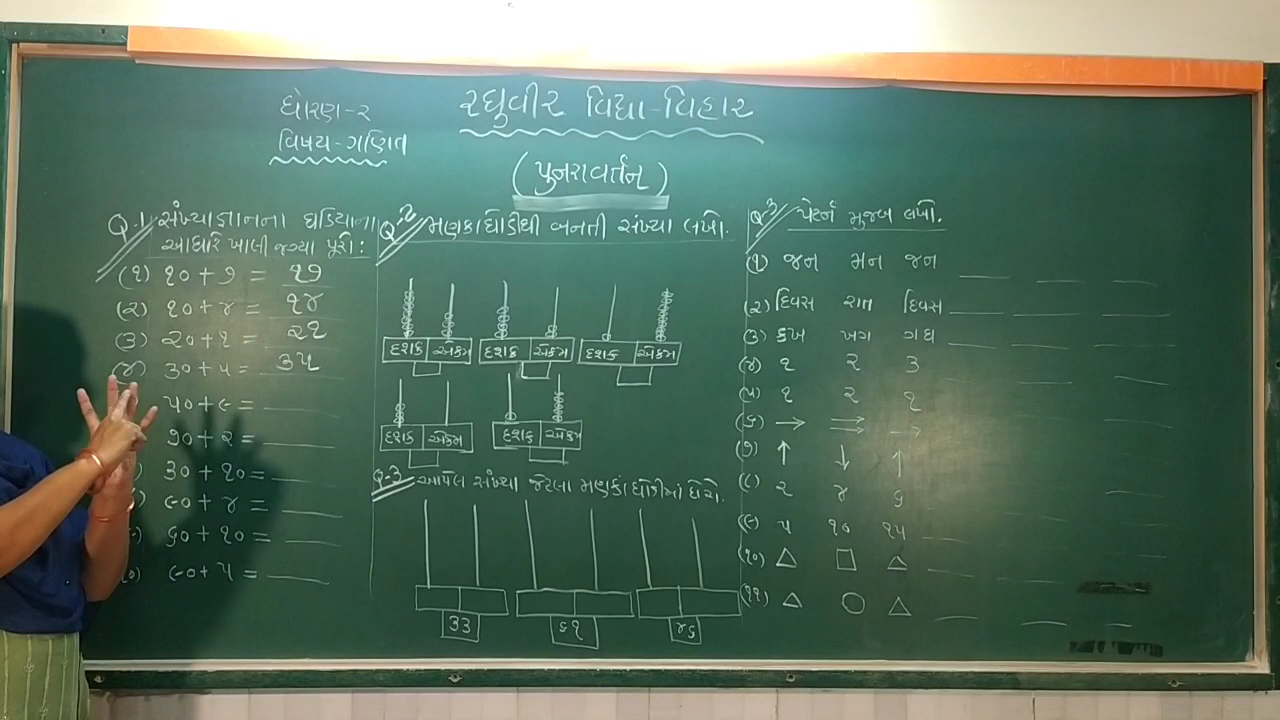 ધોરણ-૨
રઘુવીર વિદ્યા-વિહાર
વિષય-ગણિત
(પુનરાવર્તન)
Q-1 સંખ્યાજ્ઞાનના ઘડિયાના
આધારે ખાલી જગ્યા પૂરો:
(૧) ૧૦ + ૭ = ૧૭
(૨) ૧૦ + ૪ = ૧૪
(૩) ૨૦ + ૧ = ૨૧
(૪) ૩૦ + ૫ = ૩૫
૫૦ + ૯ =
૭૦ + ૨ =
૩૦ + ૧૦ =
૯૦ + ૪ =
૬૦ + ૧૦ =
૯૦ + ૫ =
Q-2 મણકાઘોડીથી બનતી સંખ્યા લખો.
દશક એકમ દશક એકમ દશક એકમ
દશક એકમ દશક એકમ
Q-3 આપેલ સંખ્યા જેટલા મણકા ઘોડીમાં દોરો.
૩૩ ૬૧ ૪૬
Q-3 પેટર્ન મુજબ લખો.
(૧) જન મન જન
(૨) દિવસ રાત દિવસ
(૩) કખ ખગ ગઘ
(૪) ૧ ૨ ૩
(૫) ૧ ૨ ૧
(૬) → ⇉ →
(૭) ↑ ↓ ↑
(૮) ૨ ૪ ૬
(૯) ૫ ૧૦ ૧૫
(૧૦) △ □ △
(૧૧) △ ○ △